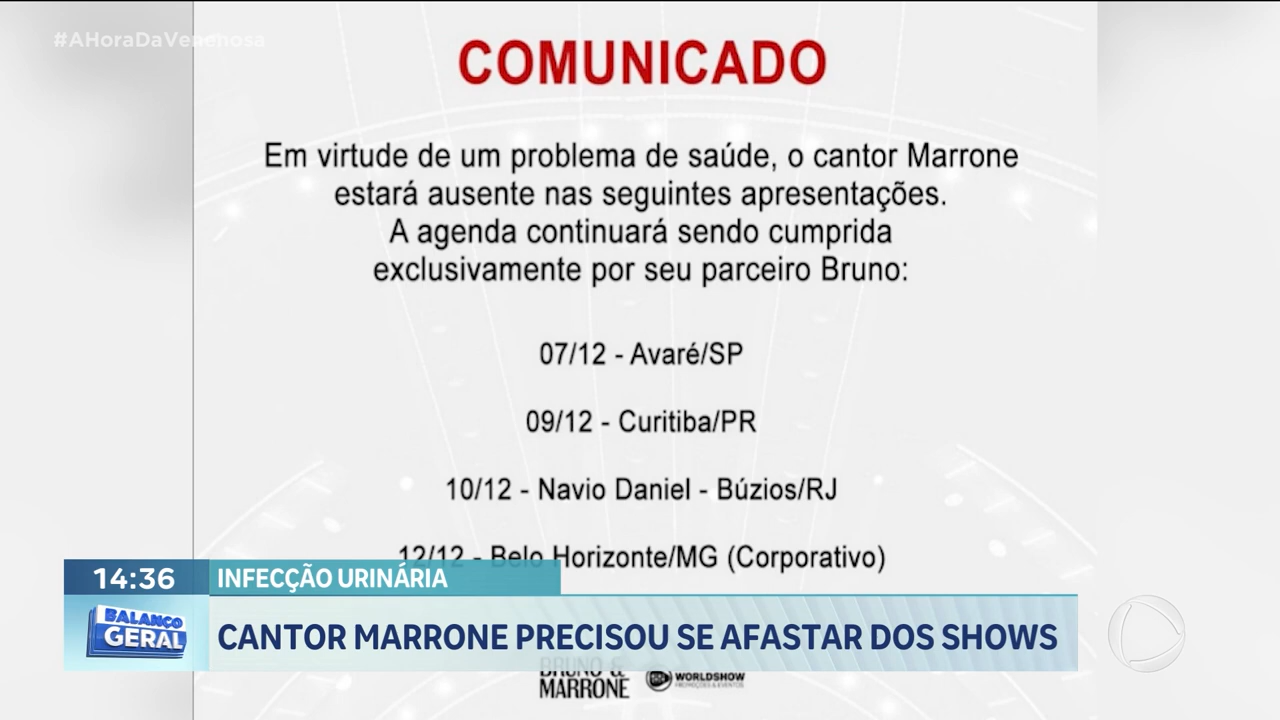 #AHoraDaVenenosa
COMUNICADO
Em virtude de um problema de saúde, o cantor Marrone
estará ausente nas seguintes apresentações.
A agenda continuará sendo cumprida
exclusivamente por seu parceiro Bruno:
07/12 - Avaré/SP
09/12 - Curitiba/PR
10/12 - Navio Daniel - Búzios/RJ
12/12 - Belo Horizonte/MG (Corporativo)
14:36 INFECÇÃO URINÁRIA
BALANÇO
GERAL
CANTOR MARRONE PRECISOU SE AFASTAR DOS SHOWS
BRUNO &
MARRONE
WORLDSHOW
PROMOÇÕES & EVENTOS